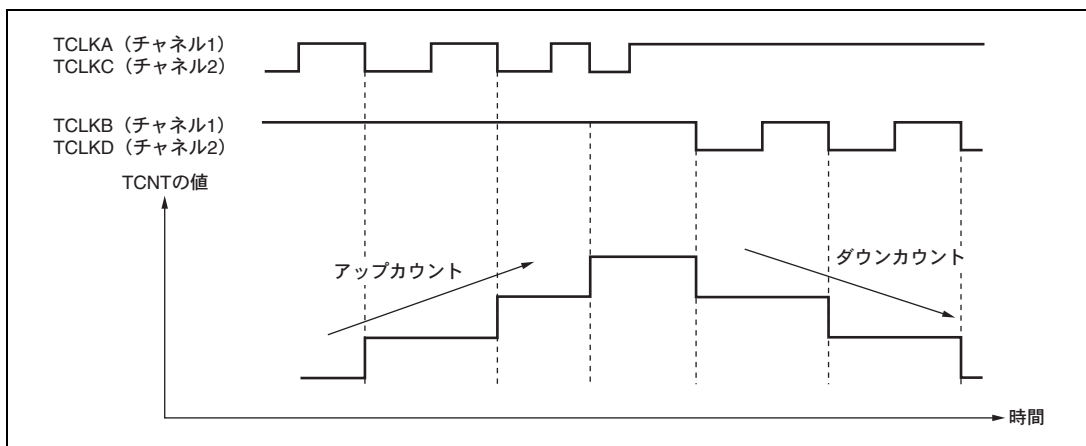 TCLKA（チャネル1）
TCLKC（チャネル2）
TCLKB（チャネル1）
TCLKD（チャネル2）
TCNTの値
アップカウント
ダウンカウント
時間